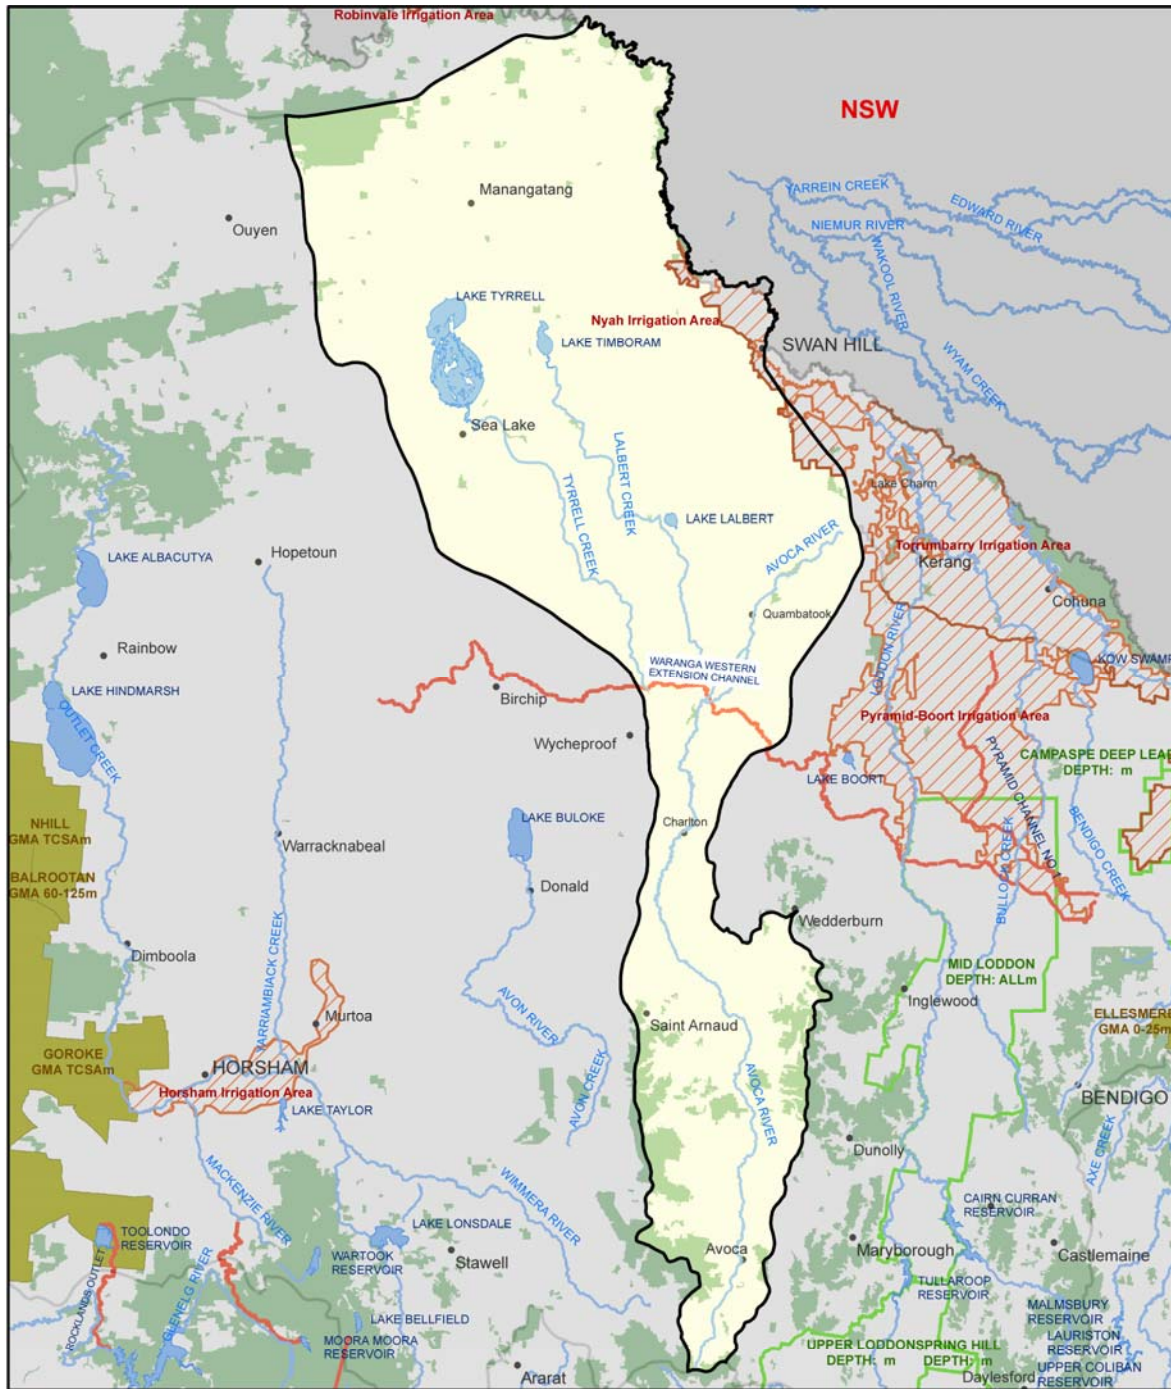 Robinvale Irrigation Area
NSW
YARREIN CREEK
EDWARD RIVER
Manangatang
NIEMUR RIVER
Ouyen
WAKOOL RIVER
LAKE TYRRELL
Nyah Irrigation Area
LAKE TIMBORAM
SWAN HILL
WYAM CREEK
Sea Lake
LALBERT CREEK
TYRRELL CREEK
Lake Charm
LAKE LALBERT
AVOCA RIVER
Torrumbarry Irrigation Area
Hopetoun
LAKE ALBACUTYA
Kerang
Cohuna
Quambatook
Rainbow
LODDON RIVER
WARANGA WESTERN
EXTENSION CHANNEL
KOW SWAMP
LAKE HINDMARSH
Birchip
OUTLET CREEK
Pyramid-Boort Irrigation Area
Wycheproof
PYRAMID CHANNEL NO 1
CAMPASPE DEEP LEAD
DEPTH: m
LAKE BOORT
NHILL
GMA TCSAm
LAKE BULOKE
Charlton
BENDIGO CREEK
Warracknabeal
BULLOCK CREEK
BALROOTAN
GMA 60-125m
Donald
Wedderburn
Dimboola
YARRIAMBIACK CREEK
MID LODDON
DEPTH: ALLm
Inglewood
AVON RIVER
Murtoa
Saint Arnaud
ELLESMERE
GMA 0-25m
GOROKE
GMA TCSAm
HORSHAM
Horsham Irrigation Area
LAKE TAYLOR
AVON CREEK
AVOCA RIVER
BENDIGO
Dunolly
AXE CREEK
MACKENZIE RIVER
WIMMERA RIVER
CAIRN CURRAN
RESERVOIR
TOOLONDO
RESERVOIR
LAKE LONSDALE
Stawell
WARTOOK
RESERVOIR
Avoca
Maryborough
Castlemaine
ROCKLANDS OUTLET
GLENELG RIVER
TULLAROOP
RESERVOIR
LAKE BELLFIELD
MALMSBURY
RESERVOIR
MOORA MOORA
RESERVOIR
LAURISTON
RESERVOIR
UPPER LODDON
DEPTH: m
SPRING HILL
DEPTH: m
UPPER COLIBAN
RESERVOIR
Ararat
Daylesford